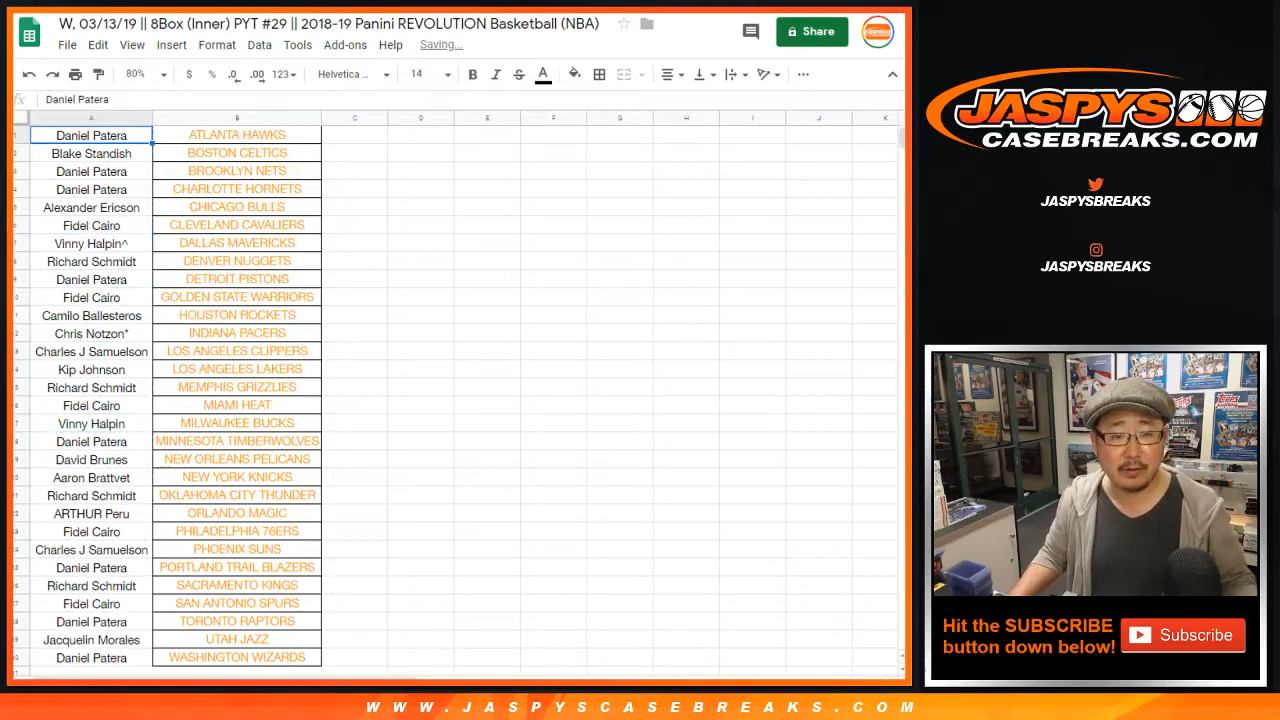 W, 03/13/19 || 8Box (Inner) PYT #29 || 2018-19 Panini REVOLUTION Basketball (NBA)
File Edit View Insert Format Data Tools Add-ons Help Saving...
Share
80% $ % .0 .00 123 Helvetica ... 14 B I S A
fx Daniel Patera
A B C D E F G H I J K
Daniel Patera ATLANTA HAWKS
Blake Standish BOSTON CELTICS
Daniel Patera BROOKLYN NETS
Daniel Patera CHARLOTTE HORNETS
Alexander Ericson CHICAGO BULLS
Fidel Cairo CLEVELAND CAVALIERS
Vinny Halpin^ DALLAS MAVERICKS
Richard Schmidt DENVER NUGGETS
Daniel Patera DETROIT PISTONS
Fidel Cairo GOLDEN STATE WARRIORS
Camilo Ballesteros HOUSTON ROCKETS
Chris Notzon* INDIANA PACERS
Charles J Samuelson LOS ANGELES CLIPPERS
Kip Johnson LOS ANGELES LAKERS
Richard Schmidt MEMPHIS GRIZZLIES
Fidel Cairo MIAMI HEAT
Vinny Halpin MILWAUKEE BUCKS
Daniel Patera MINNESOTA TIMBERWOLVES
David Brunes NEW ORLEANS PELICANS
Aaron Brattvet NEW YORK KNICKS
Richard Schmidt OKLAHOMA CITY THUNDER
ARTHUR Peru ORLANDO MAGIC
Fidel Cairo PHILADELPHIA 76ERS
Charles J Samuelson PHOENIX SUNS
Daniel Patera PORTLAND TRAIL BLAZERS
Richard Schmidt SACRAMENTO KINGS
Fidel Cairo SAN ANTONIO SPURS
Daniel Patera TORONTO RAPTORS
Jacquelin Morales UTAH JAZZ
Daniel Patera WASHINGTON WIZARDS
JASPYS
CASEBREAKS.COM
JASPYSBREAKS
JASPYSBREAKS
Hit the SUBSCRIBE
button down below!
Subscribe
WWW.JASPYSCASEBREAKS.COM